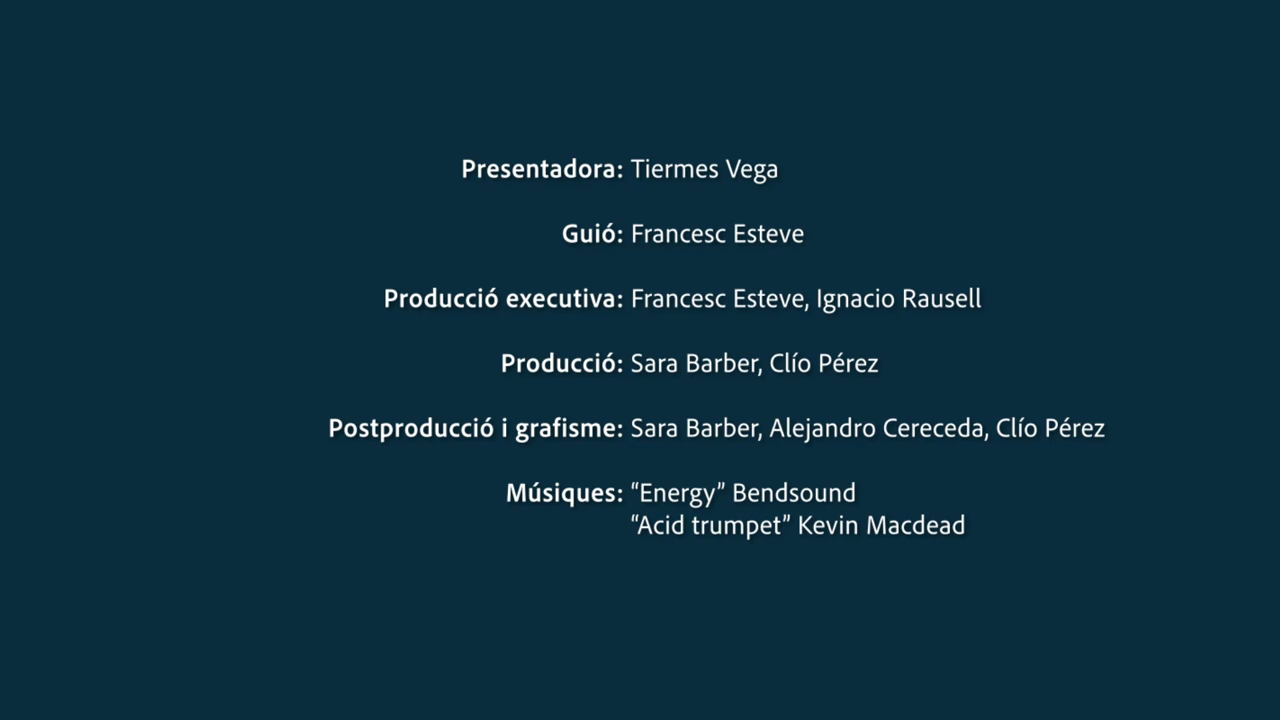 Presentadora: Tiermes Vega
Guió: Francesc Esteve
Producció executiva: Francesc Esteve, Ignacio Rausell
Producció: Sara Barber, Clío Pérez
Postproducció i grafisme: Sara Barber, Alejandro Cereceda, Clío Pérez
Músiques: “Energy” Bendsound
“Acid trumpet” Kevin Macdead